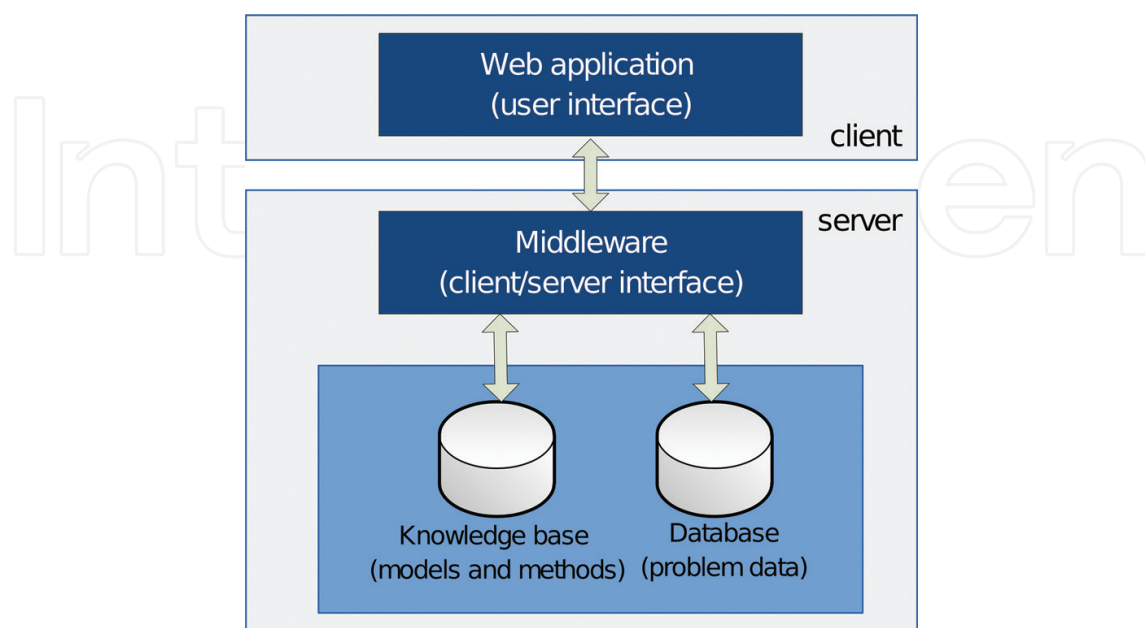 Web application
(user interface)
client
server
Middleware
(client/server interface)
Knowledge base
(models and methods)
Database
(problem data)